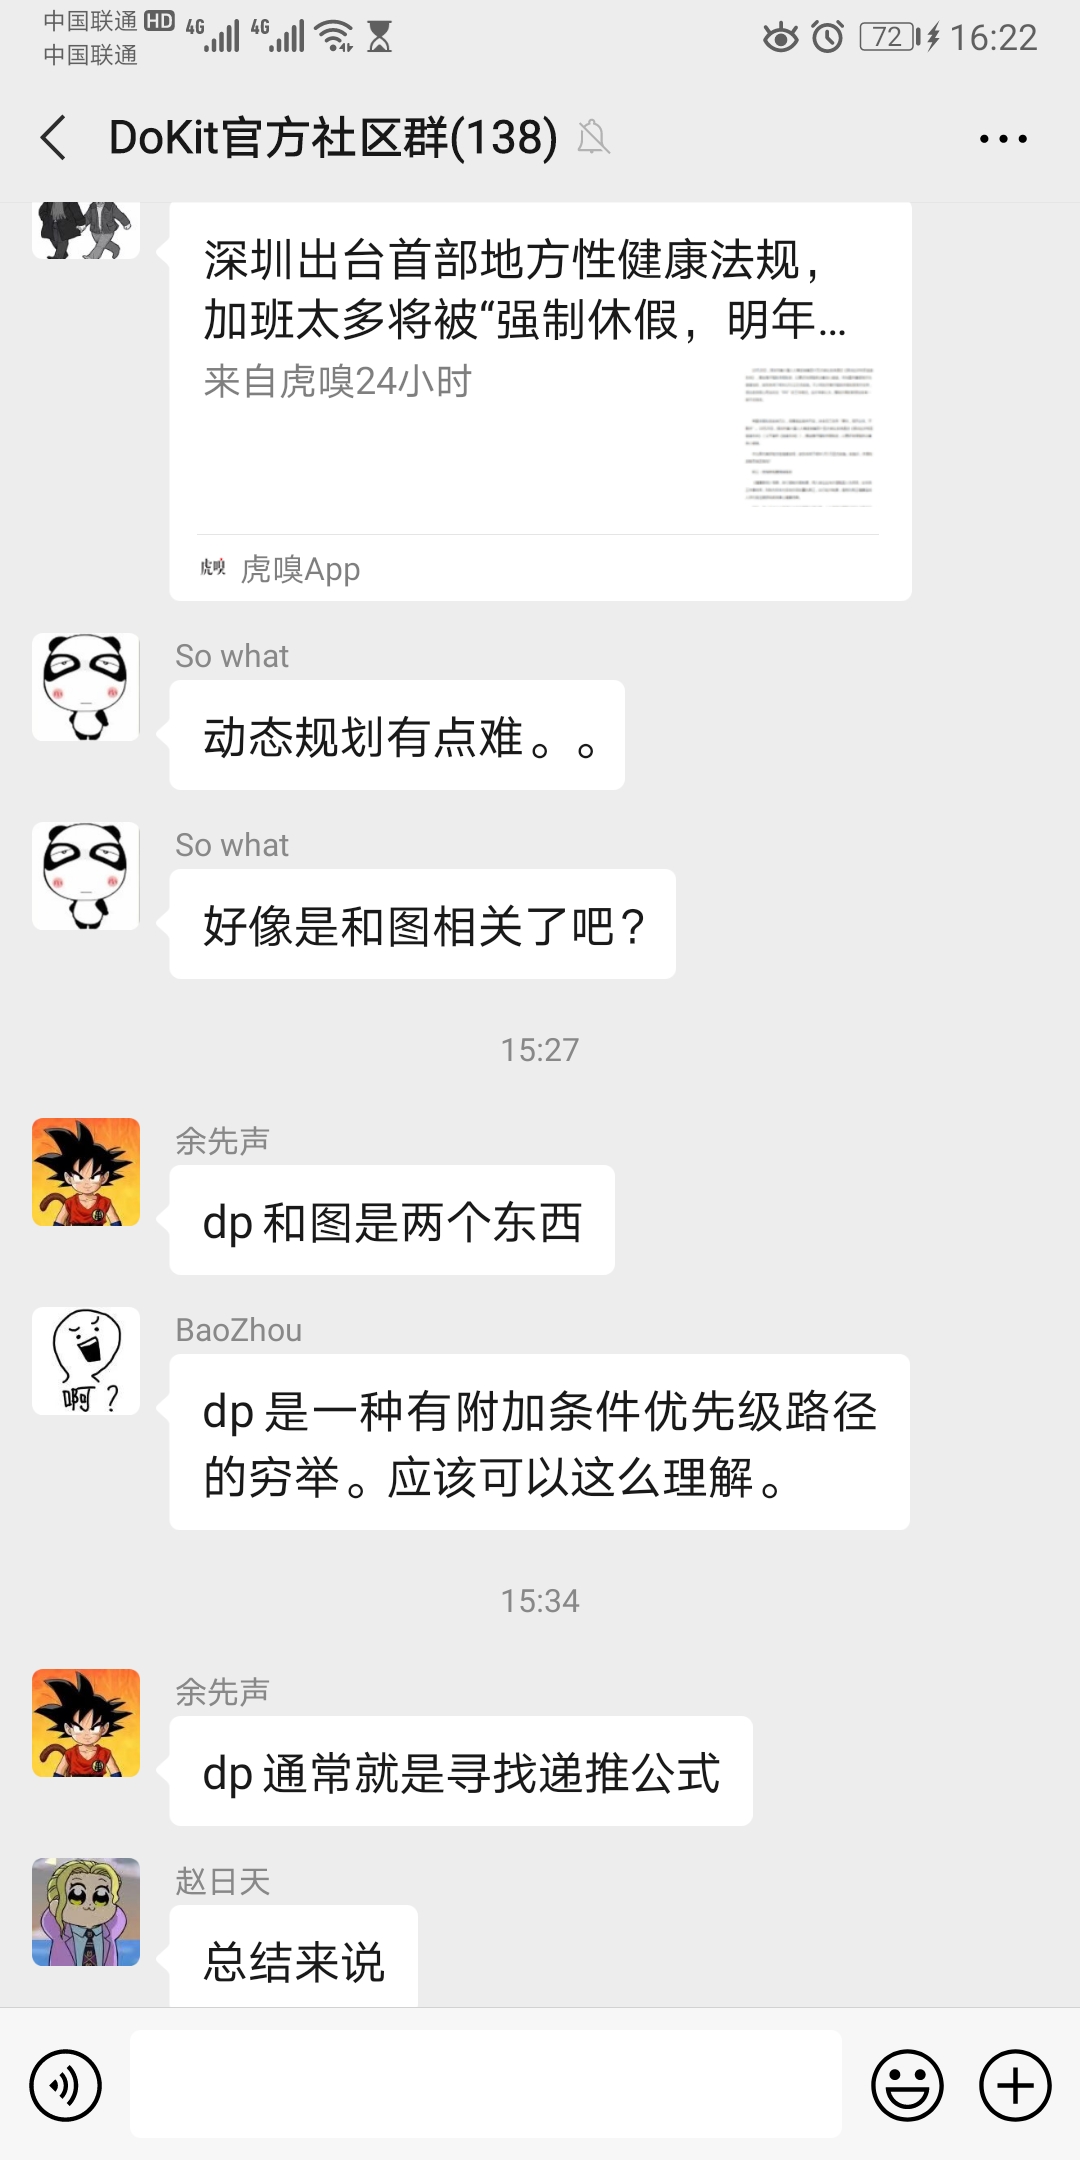 中国联通 HD 4G 4G 72 16:22
中国联通
DoKit官方社区群(138)
深圳出台首部地方性健康法规，
加班太多将被“强制休假，明年...
来自虎嗅24小时
虎嗅 虎嗅App
So what
动态规划有点难。。
So what
好像是和图相关了吧？
15:27
余先声
dp 和图是两个东西
BaoZhou
啊？
dp 是一种有附加条件优先级路径
的穷举。应该可以这么理解。
15:34
余先声
dp 通常就是寻找递推公式
赵日天
总结来说